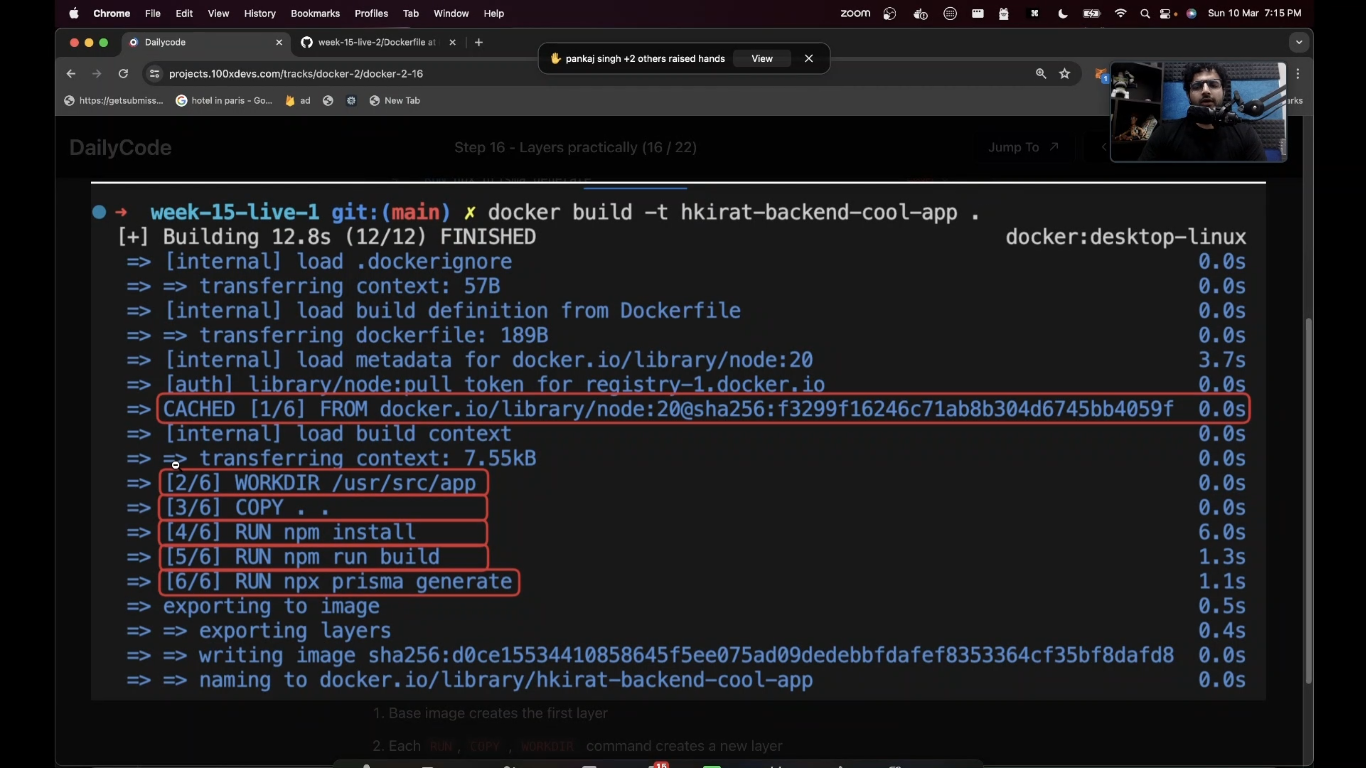 Chrome File Edit View History Bookmarks Profiles Tab Window Help zoom Sun 10 Mar 7:15 PM
Dailycode week-15-live-2/Dockerfile at
pankaj singh +2 others raised hands View
projects.100xdevs.com/tracks/docker-2/docker-2-16
https://getsubmiss... hotel in paris - Go... ad New Tab
DailyCode Step 16 - Layers practically (16 / 22) Jump To
week-15-live-1 git:(main) ✗ docker build -t hkirat-backend-cool-app .
[+] Building 12.8s (12/12) FINISHED docker:desktop-linux
=> [internal] load .dockerignore 0.0s
=> => transferring context: 57B 0.0s
=> [internal] load build definition from Dockerfile 0.0s
=> => transferring dockerfile: 189B 0.0s
=> [internal] load metadata for docker.io/library/node:20 3.7s
=> [auth] library/node:pull token for registry-1.docker.io 0.0s
=> CACHED [1/6] FROM docker.io/library/node:20@sha256:f3299f16246c71ab8b304d6745bb4059f 0.0s
=> [internal] load build context 0.0s
=> => transferring context: 7.55kB 0.0s
=> [2/6] WORKDIR /usr/src/app 0.0s
=> [3/6] COPY . . 0.0s
=> [4/6] RUN npm install 6.0s
=> [5/6] RUN npm run build 1.3s
=> [6/6] RUN npx prisma generate 1.1s
=> exporting to image 0.5s
=> => exporting layers 0.4s
=> => writing image sha256:d0ce15534410858645f5ee075ad09dedebbfdafef8353364cf35bf8dafd8 0.0s
=> => naming to docker.io/library/hkirat-backend-cool-app 0.0s
1. Base image creates the first layer
2. Each RUN, COPY , WORKDIR command creates a new layer
15